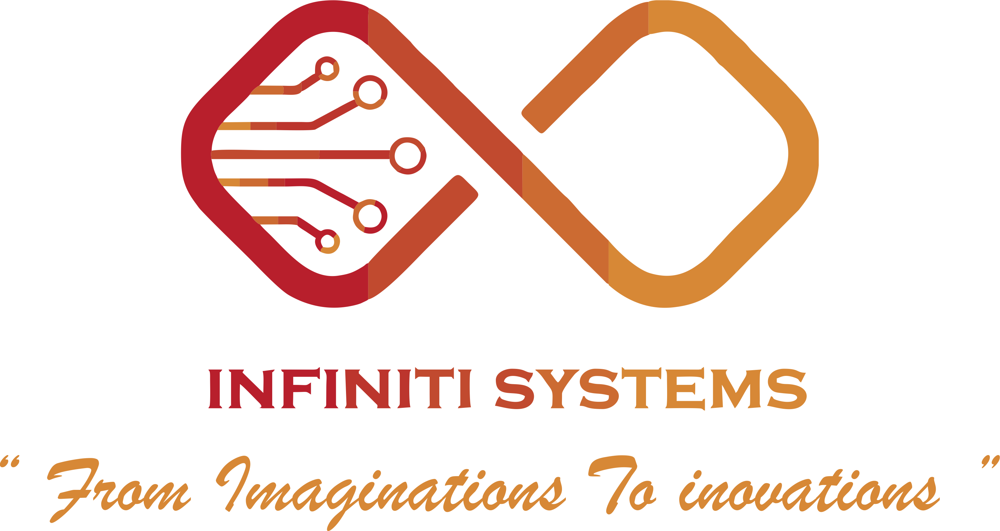 INFINITI SYSTEMS
“ From Imaginations To inovations ”